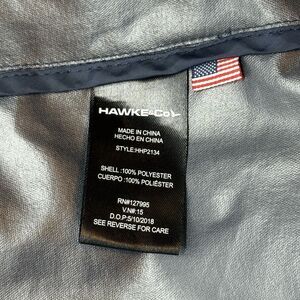 HAWKE&Co
MADE IN CHINA
HECHO EN CHINA
STYLE:HHP2134
SHELL:100% POLYESTER
CUERPO:100% POLIÉSTER
RN#127995
V.N#:15
D.O.P:5/10/2018
SEE REVERSE FOR CARE